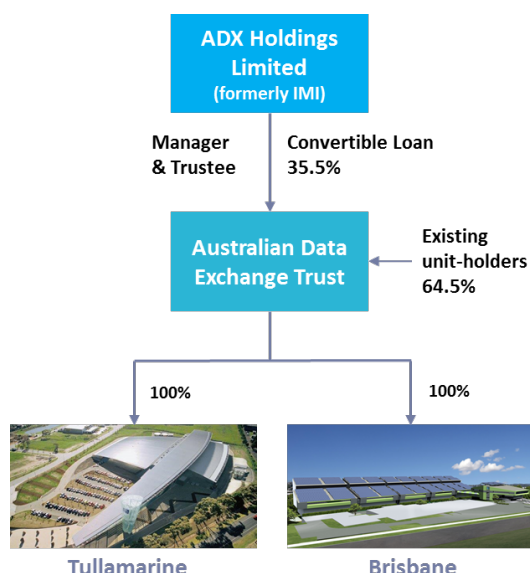 ADX Holdings
Limited
(formerly IMI)
Manager
& Trustee
Convertible Loan
35.5%
Australian Data
Exchange Trust
Existing
unit-holders
64.5%
100%
100%
Tullamarine
Brisbane